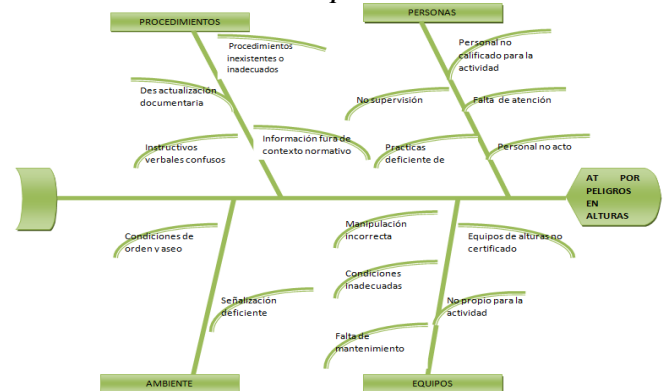 PROCEDIMIENTOS
PERSONAS
Procedimientos
inexistentes o
inadecuados
Personal no
calificado para la
actividad
Des actualización
documentaria
No supervisión
Falta de atención
Instructivos
verbales confusos
Información fura de
contexto normativo
Practicas
deficiente de
Personal no acto
AT POR
PELIGROS
EN
ALTURAS
Condiciones de
orden y aseo
Manipulación
incorrecta
Equipos de alturas no
certificado
Condiciones
Inadecuadas
Señalización
deficiente
No propio para la
actividad
Falta de
mantenimiento
AMBIENTE
EQUIPOS